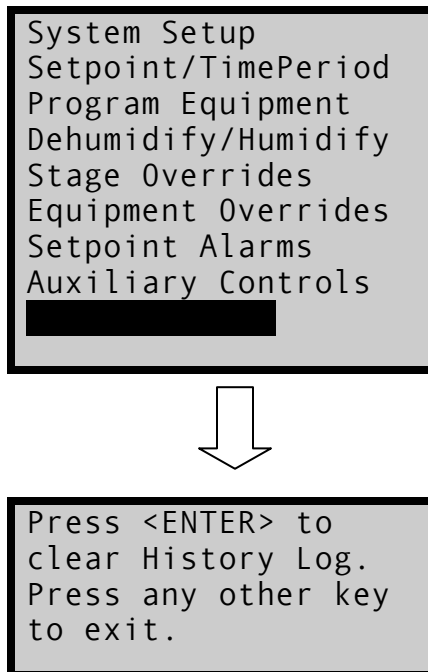 System Setup
Setpoint/TimePeriod
Program Equipment
Dehumidify/Humidify
Stage Overrides
Equipment Overrides
Setpoint Alarms
Auxiliary Controls
Press <ENTER> to
clear History Log.
Press any other key
to exit.